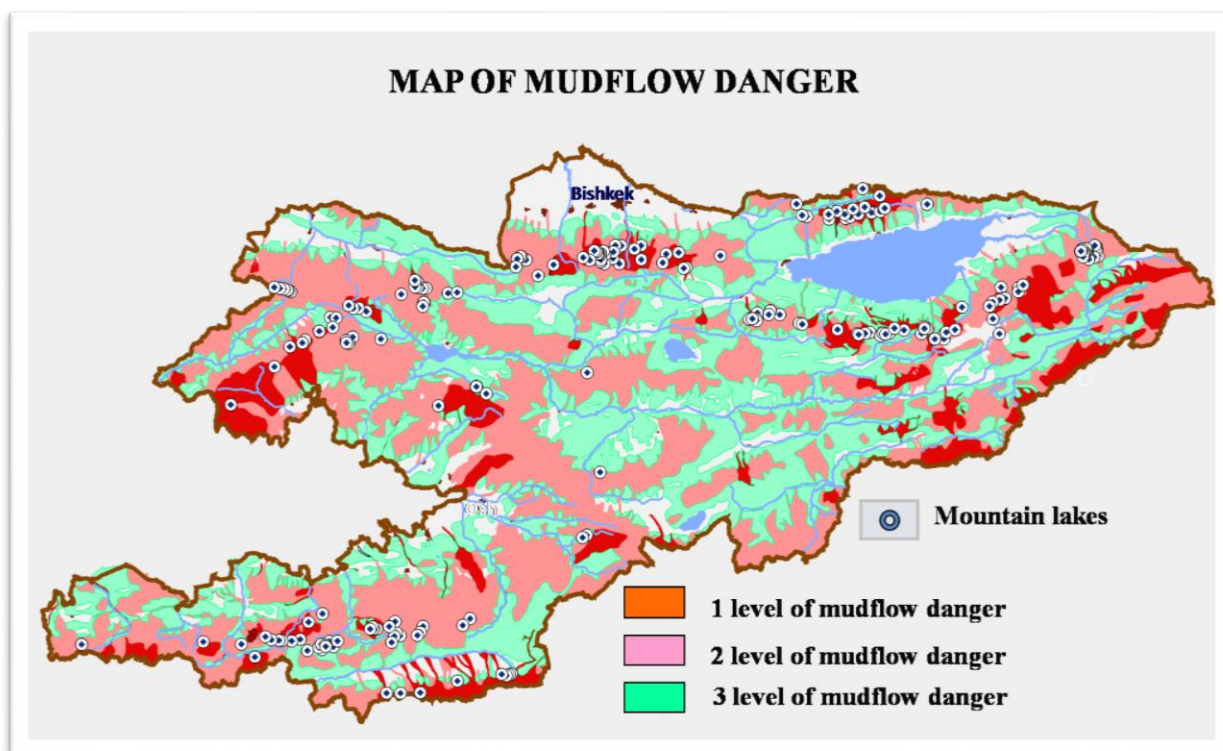 MAP OF MUDFLOW DANGER
Bishkek
Osh
Mountain lakes
1 level of mudflow danger
2 level of mudflow danger
3 level of mudflow danger